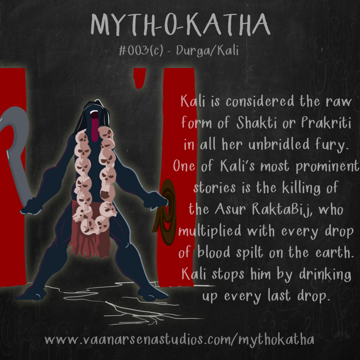 MYTH-O-KATHA
#003(c) - Durga/Kali
Kali is considered the raw
form of Shakti or Prakriti
in all her unbridled fury.
One of Kali's most prominent
stories is the killing of
the Asur RaktaBij, who
multiplied with every drop
of blood spilt on the earth.
Kali stops him by drinking
up every last drop.
www.vaanarsenastudios.com/mythokatha